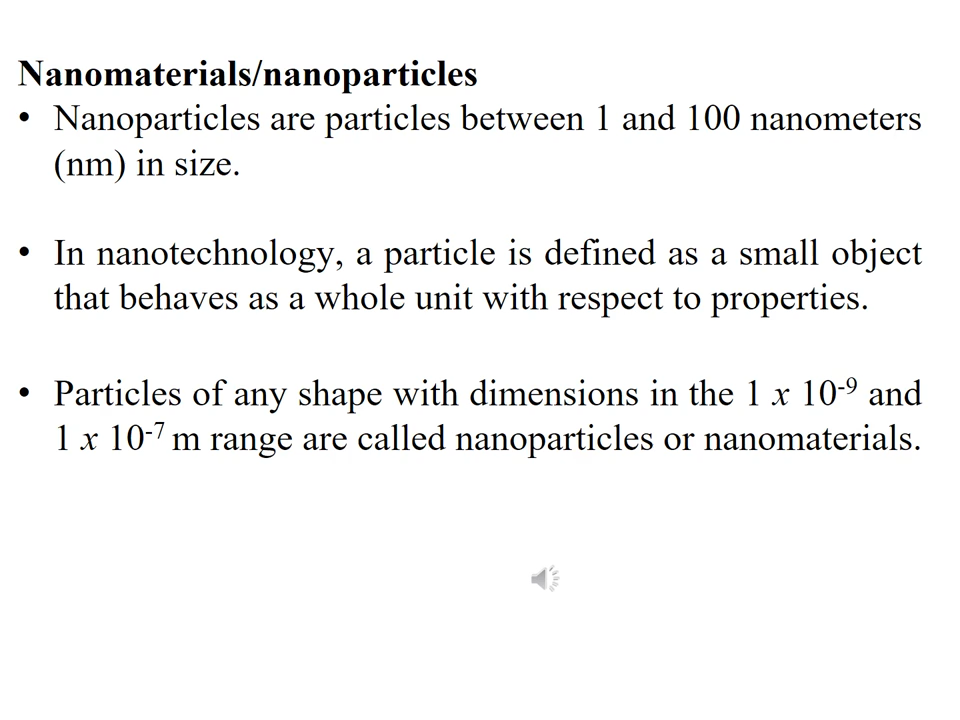 Nanomaterials/nanoparticles
• Nanoparticles are particles between 1 and 100 nanometers
(nm) in size.
• In nanotechnology, a particle is defined as a small object
that behaves as a whole unit with respect to properties.
• Particles of any shape with dimensions in the 1 x 10⁻⁹ and
1 x 10⁻⁷ m range are called nanoparticles or nanomaterials.